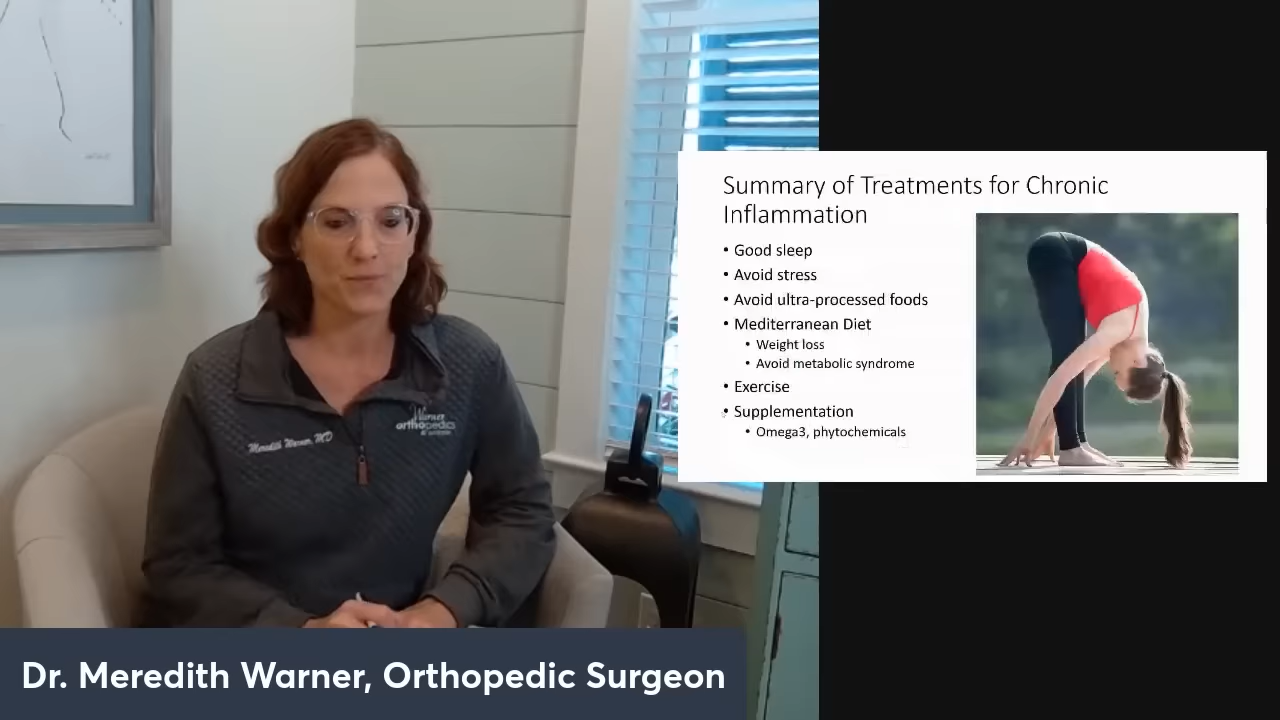 Summary of Treatments for Chronic
Inflammation
• Good sleep
• Avoid stress
• Avoid ultra-processed foods
• Mediterranean Diet
• Weight loss
• Avoid metabolic syndrome
• Exercise
• Supplementation
• Omega3, phytochemicals
Meredith Warner, MD
Warner
orthopedics
Dr. Meredith Warner, Orthopedic Surgeon